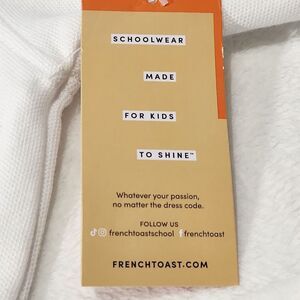 SCHOOLWEAR
MADE
FOR KIDS
TO SHINE™
Whatever your passion,
no matter the dress code.
FOLLOW US
frenchtoastschool frenchtoast
FRENCHTOAST.COM